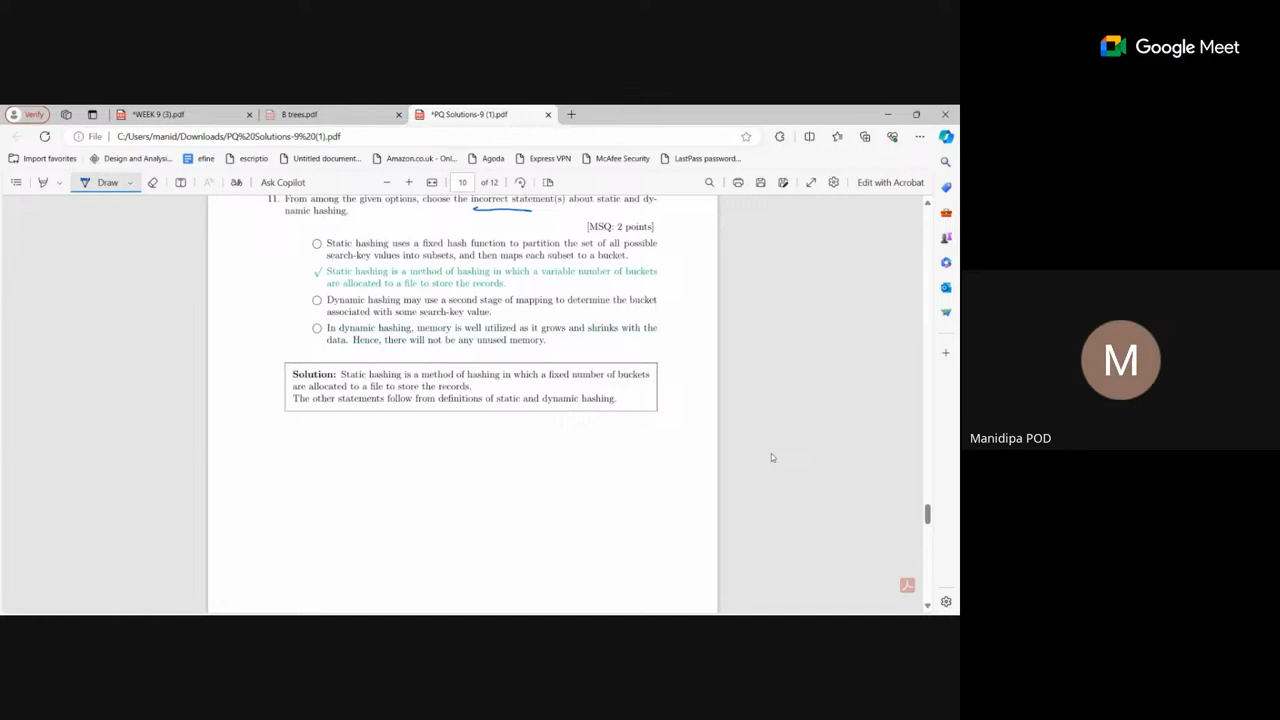 Google Meet
Verify
*WEEK 9 (3).pdf
B trees.pdf
*PQ Solutions-9 (1).pdf
File
C:/Users/manid/Downloads/PQ%20Solutions-9%20(1).pdf
Import favorites
Design and Analysi...
efine
escriptio
Untitled document...
Amazon.co.uk - Onl...
Agoda
Express VPN
McAfee Security
LastPass password...
Draw
Ask Copilot
10 of 12
Edit with Acrobat
11. From among the given options, choose the incorrect statement(s) about static and dy-
namic hashing.
[MSQ: 2 points]
Static hashing uses a fixed hash function to partition the set of all possible
search-key values into subsets, and then maps each subset to a bucket.
√ Static hashing is a method of hashing in which a variable number of buckets
are allocated to a file to store the records.
Dynamic hashing may use a second stage of mapping to determine the bucket
associated with some search-key value.
In dynamic hashing, memory is well utilized as it grows and shrinks with the
data. Hence, there will not be any unused memory.
Solution: Static hashing is a method of hashing in which a fixed number of buckets
are allocated to a file to store the records.
The other statements follow from definitions of static and dynamic hashing.
M
Manidipa POD